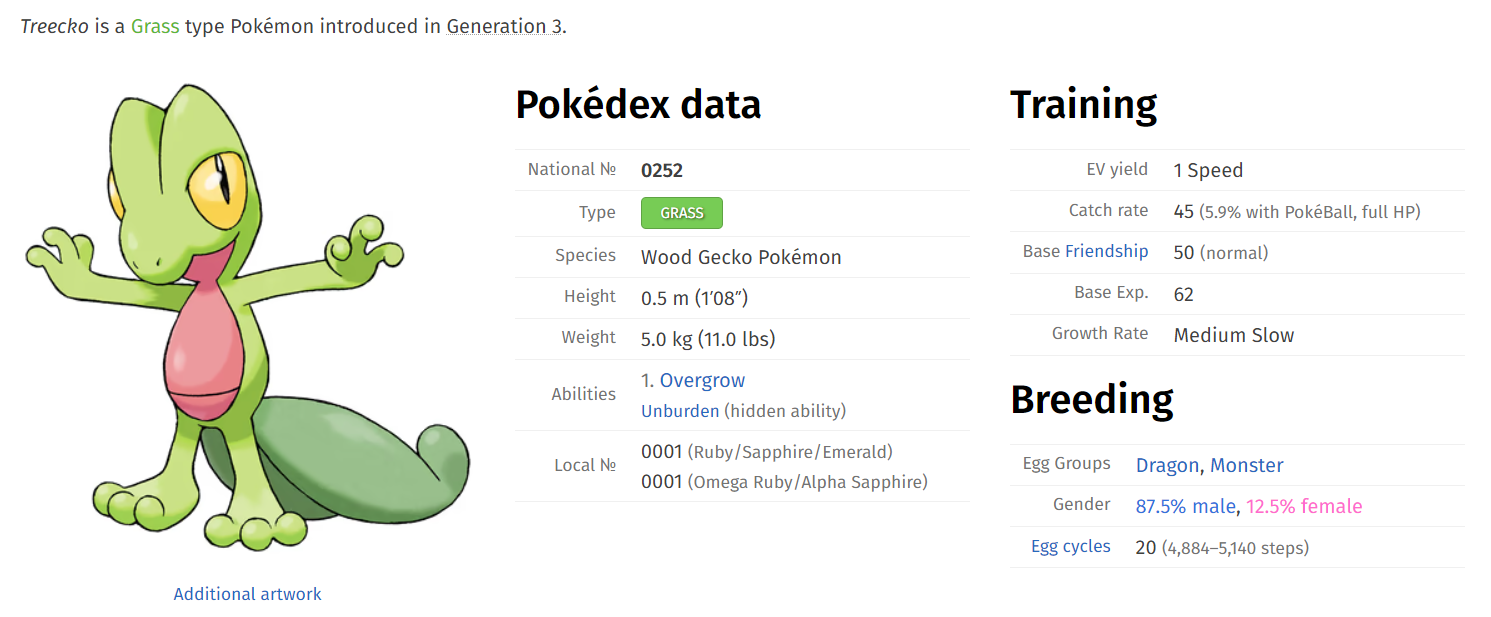 Treecko is a Grass type Pokémon introduced in Generation 3.
Additional artwork
Pokédex data
National № 0252
Type GRASS
Species Wood Gecko Pokémon
Height 0.5 m (1′08″)
Weight 5.0 kg (11.0 lbs)
Abilities 1. Overgrow
Unburden (hidden ability)
Local № 0001 (Ruby/Sapphire/Emerald)
0001 (Omega Ruby/Alpha Sapphire)
Training
EV yield 1 Speed
Catch rate 45 (5.9% with PokéBall, full HP)
Base Friendship 50 (normal)
Base Exp. 62
Growth Rate Medium Slow
Breeding
Egg Groups Dragon, Monster
Gender 87.5% male, 12.5% female
Egg cycles 20 (4,884–5,140 steps)